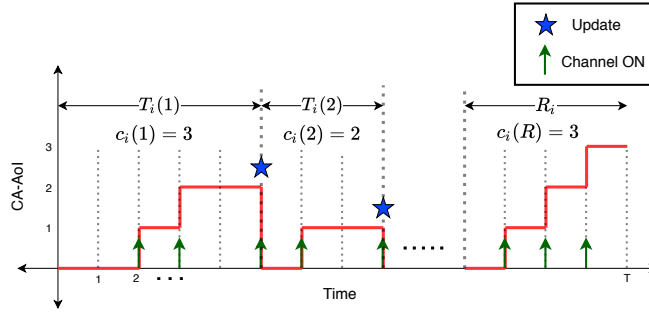 Update
Channel ON
T_i(1)
T_i(2)
R_i
c_i(1) = 3
c_i(2) = 2
c_i(R) = 3
CA-AoI
3
2
1
1
2
T
Time